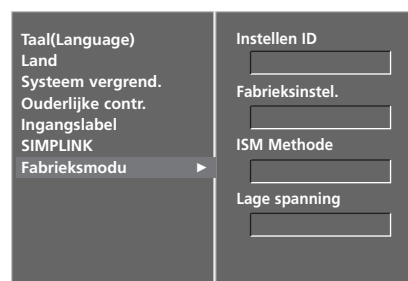 Taal(Language)
Land
Systeem vergrend.
Ouderlijke contr.
Ingangslabel
SIMPLINK
Fabrieksmodu ►
Instellen ID
Fabrieksinstel.
ISM Methode
Lage spanning